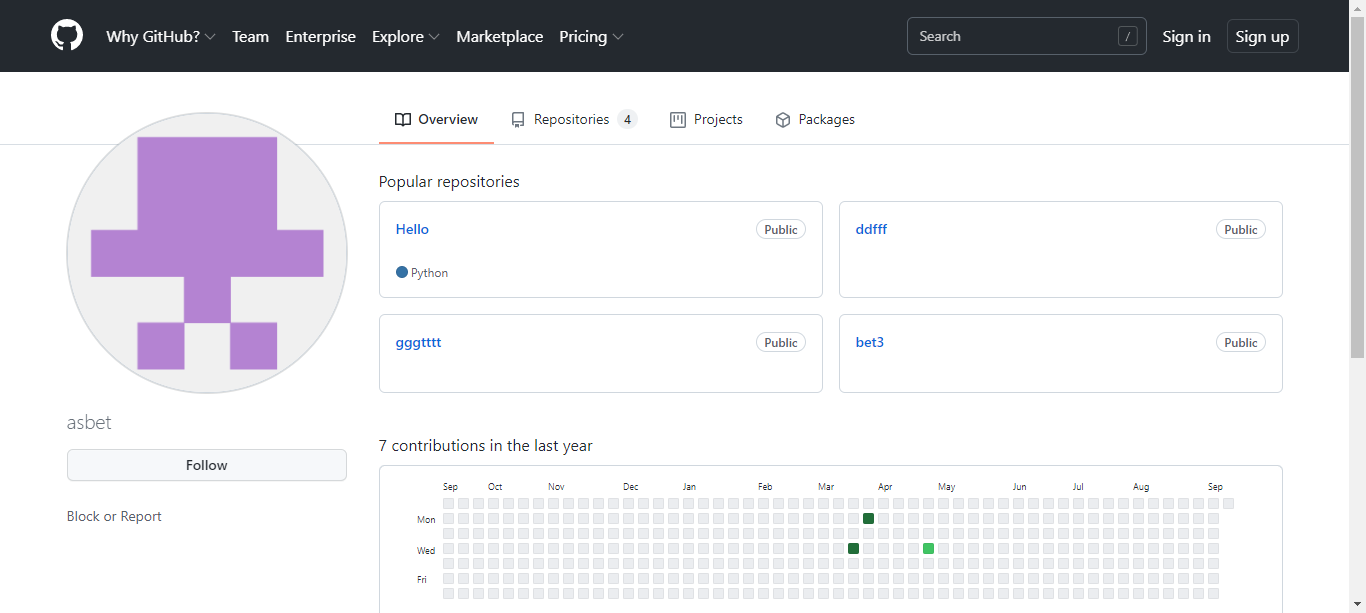 Why GitHub? Team Enterprise Explore Marketplace Pricing Search / Sign in Sign up
Overview Repositories 4 Projects Packages
Popular repositories
Hello Public
Python
ddfff Public
gggtttt Public
bet3 Public
asbet
Follow
Block or Report
7 contributions in the last year
Sep Oct Nov Dec Jan Feb Mar Apr May Jun Jul Aug Sep
Mon
Wed
Fri